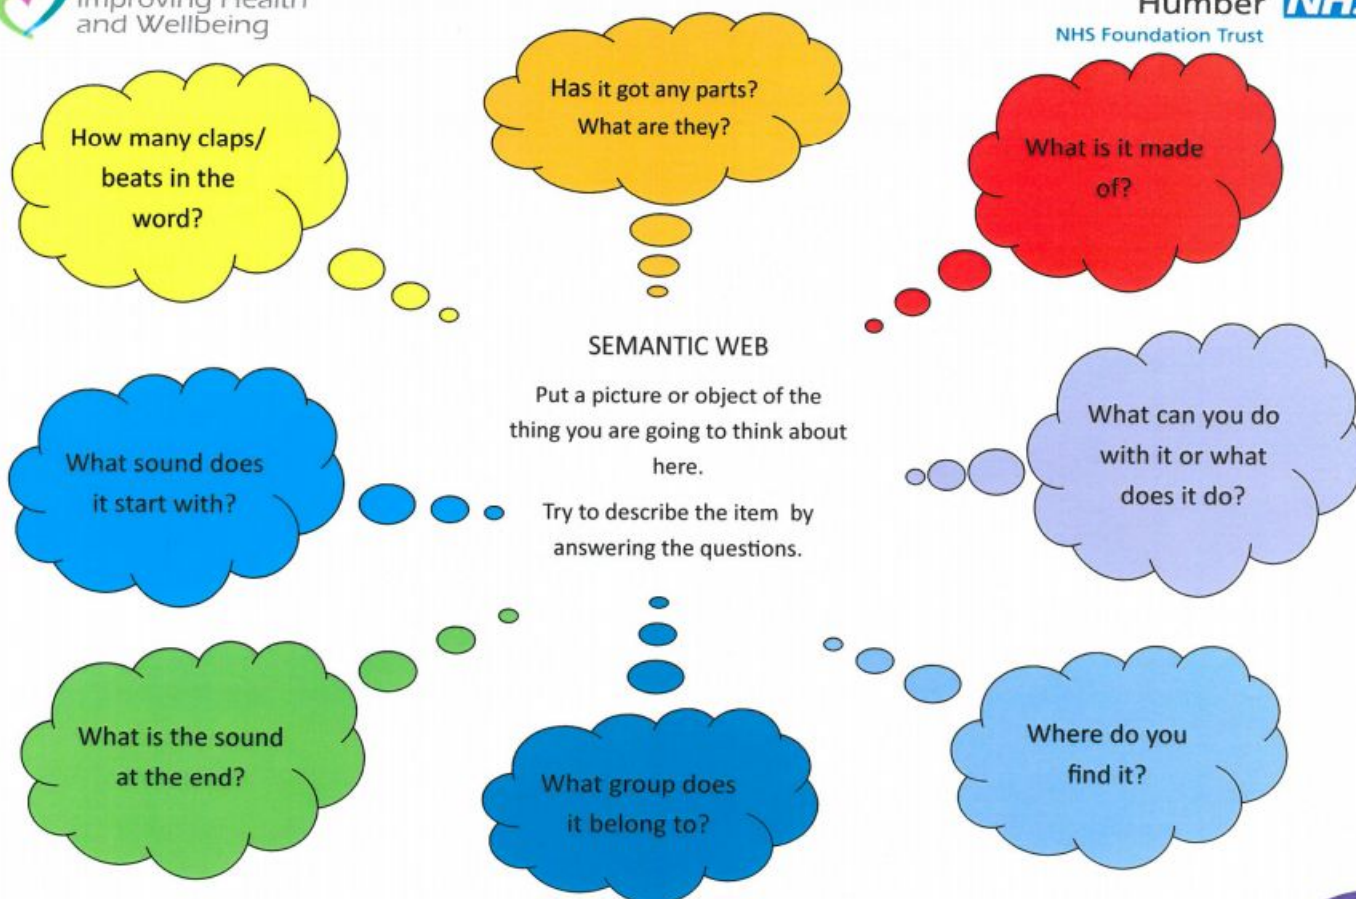 Improving Health
and Wellbeing
Humber NHS
NHS Foundation Trust
How many claps/
beats in the
word?
Has it got any parts?
What are they?
What is it made
of?
SEMANTIC WEB
Put a picture or object of the
thing you are going to think about
here.
Try to describe the item by
answering the questions.
What sound does
it start with?
What can you do
with it or what
does it do?
What is the sound
at the end?
What group does
it belong to?
Where do you
find it?